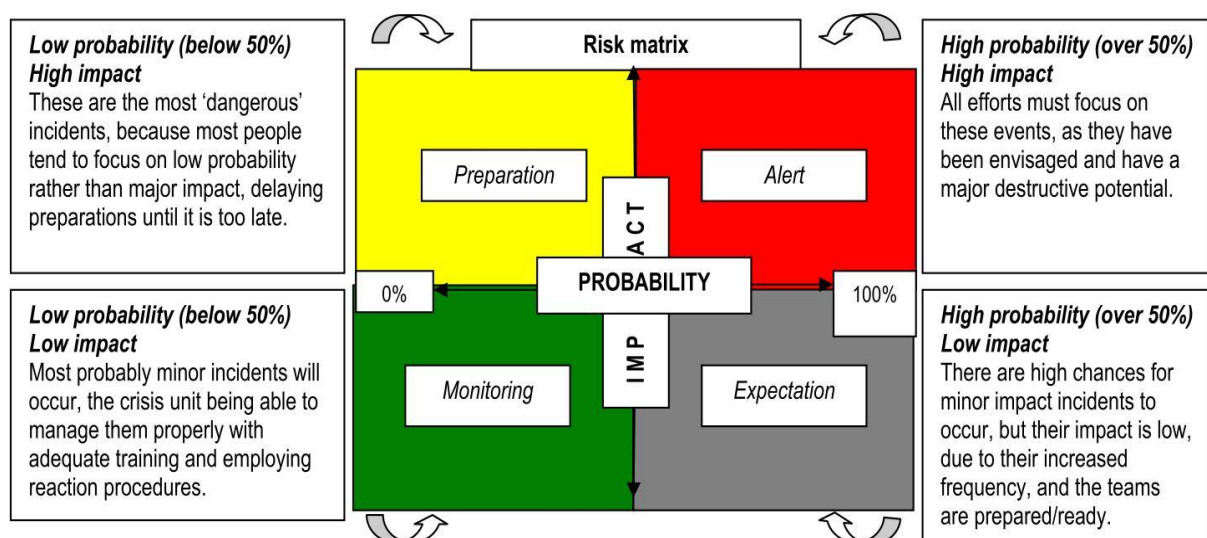 Low probability (below 50%)
High impact
These are the most ‘dangerous’
incidents, because most people
tend to focus on low probability
rather than major impact, delaying
preparations until it is too late.
Risk matrix
High probability (over 50%)
High impact
All efforts must focus on
these events, as they have
been envisaged and have a
major destructive potential.
Preparation
Alert
IMP ACT
0%
PROBABILITY
100%
Low probability (below 50%)
Low impact
Most probably minor incidents will
occur, the crisis unit being able to
manage them properly with
adequate training and employing
reaction procedures.
Monitoring
Expectation
High probability (over 50%)
Low impact
There are high chances for
minor impact incidents to
occur, but their impact is low,
due to their increased
frequency, and the teams
are prepared/ready.